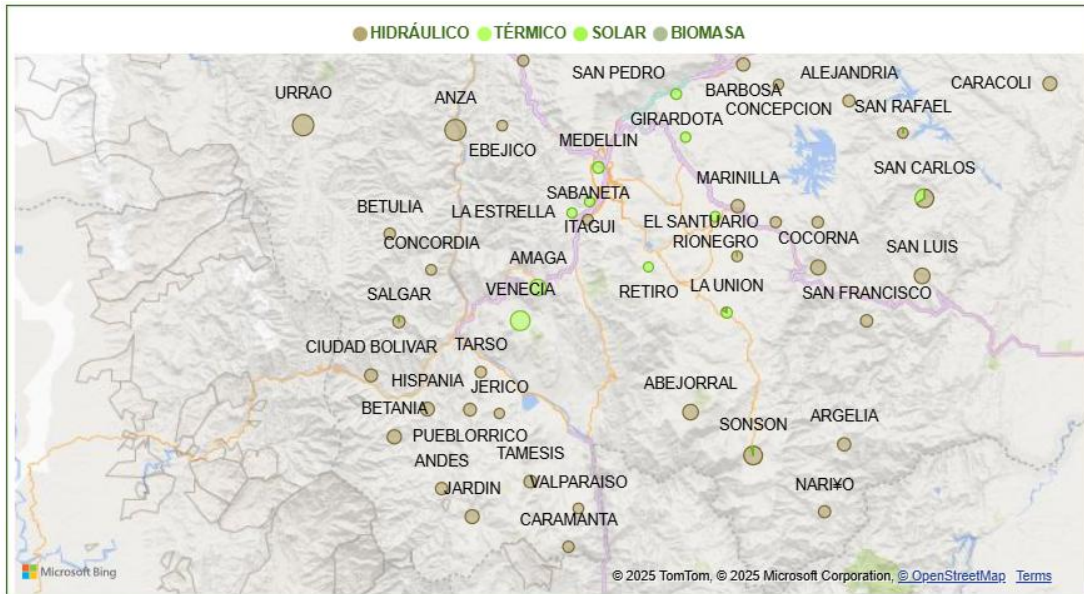 HIDRÁULICO TÉRMICO SOLAR BIOMASA
SAN PEDRO
BARBOSA
ALEJANDRIA
CARACOLI
URRAO
ANZA
CONCEPCION
SAN RAFAEL
GIRARDOTA
EBEJICO
MEDELLIN
SAN CARLOS
MARINILLA
SABANETA
BETULIA
LA ESTRELLA
ITAGUI
EL SANTUARIO
CONCORDIA
RIONEGRO
COCORNA
SAN LUIS
AMAGA
VENECIA
RETIRO
LA UNION
SAN FRANCISCO
SALGAR
CIUDAD BOLIVAR
TARSO
HISPANIA
JERICO
ABEJORRAL
BETANIA
SONSON
ARGELIA
PUEBLORRICO
TAMESIS
ANDES
VALPARAISO
NARI¥O
JARDIN
CARAMANTA
Microsoft Bing
© 2025 TomTom, © 2025 Microsoft Corporation, © OpenStreetMap Terms